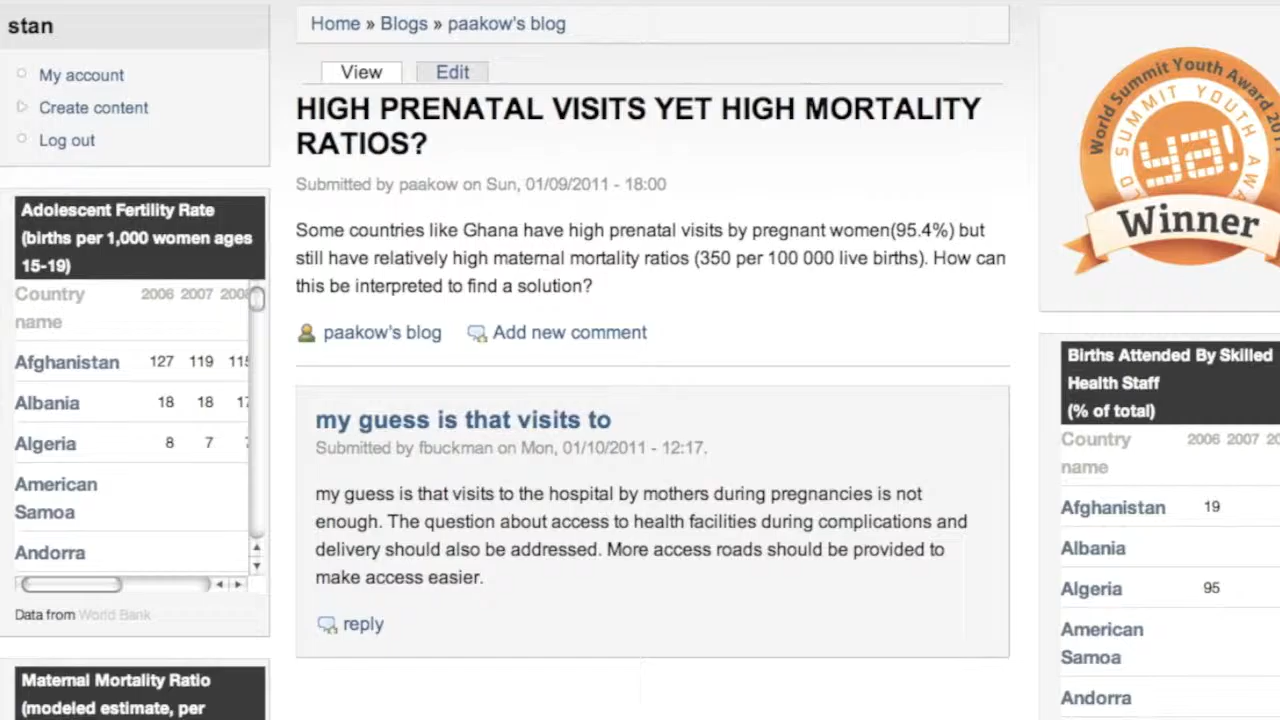 stan
My account
Create content
Log out
Adolescent Fertility Rate
(births per 1,000 women ages
15-19)
Country 2006 2007 2008
name
Afghanistan 127 119 115
Albania 18 18 17
Algeria 8 7 7
American
Samoa
Andorra
Data from World Bank
Maternal Mortality Ratio
(modeled estimate, per
Home » Blogs » paakow's blog
View Edit
HIGH PRENATAL VISITS YET HIGH MORTALITY
RATIOS?
Submitted by paakow on Sun, 01/09/2011 - 18:00
Some countries like Ghana have high prenatal visits by pregnant women(95.4%) but
still have relatively high maternal mortality ratios (350 per 100 000 live births). How can
this be interpreted to find a solution?
paakow's blog Add new comment
my guess is that visits to
Submitted by fbuckman on Mon, 01/10/2011 - 12:17.
my guess is that visits to the hospital by mothers during pregnancies is not
enough. The question about access to health facilities during complications and
delivery should also be addressed. More access roads should be provided to
make access easier.
reply
World Summit Youth Award
SUMMIT YOUTH
ya!
Winner
Births Attended By Skilled
Health Staff
(% of total)
Country 2006 2007 20
name
Afghanistan 19
Albania
Algeria 95
American
Samoa
Andorra